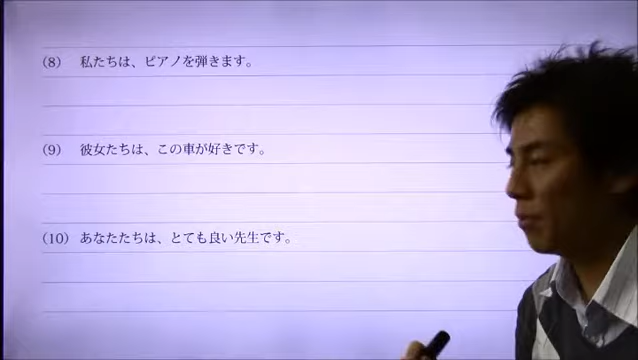 (8) 私たちは、ピアノを弾きます。
(9) 彼女たちは、この車が好きです。
(10) あなたたちは、とても良い先生です。